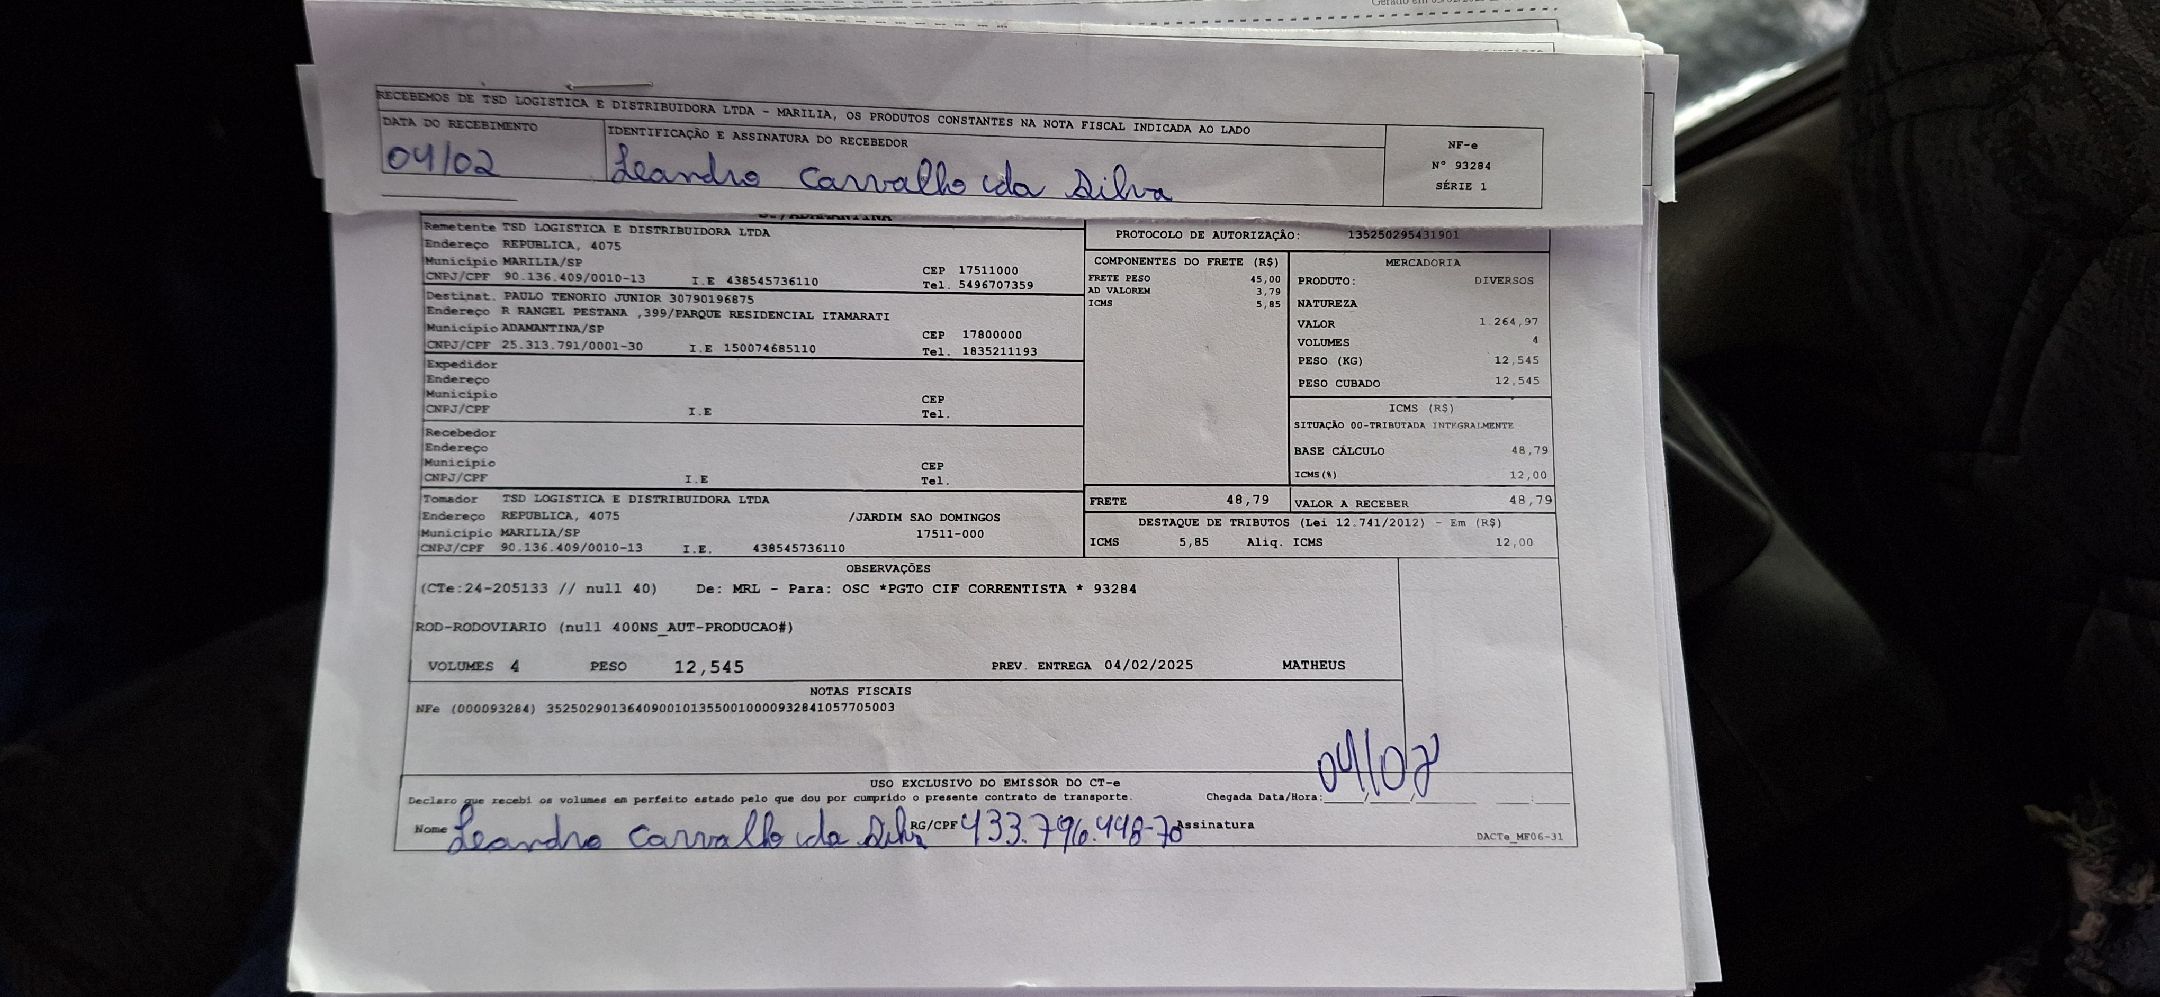 RECEBEMOS DE TSD LOGISTICA E DISTRIBUIDORA LTDA - MARILIA, OS PRODUTOS CONSTANTES NA NOTA FISCAL INDICADA AO LADO
DATA DO RECEBIMENTO
04/02
IDENTIFICAÇÃO E ASSINATURA DO RECEBEDOR
Leandro Carvalho da Silva
NF-e
Nº 93284
SÉRIE 1
Remetente TSD LOGISTICA E DISTRIBUIDORA LTDA
Endereço REPUBLICA, 4075
Município MARILIA/SP CEP 17511000
CNPJ/CPF 90.136.409/0010-13 I.E 438545736110 Tel. 5496707359
Destinat. PAULO TENORIO JUNIOR 30790196875
Endereço R RANGEL PESTANA ,399/PARQUE RESIDENCIAL ITAMARATI
Município ADAMANTINA/SP CEP 17800000
CNPJ/CPF 25.313.791/0001-30 I.E 150074685110 Tel. 1835211193
Expedidor
Endereço
Município CEP
CNPJ/CPF I.E Tel.
Recebedor
Endereço
Município CEP
CNPJ/CPF I.E Tel.
Tomador TSD LOGISTICA E DISTRIBUIDORA LTDA
Endereço REPUBLICA, 4075 /JARDIM SAO DOMINGOS
Município MARILIA/SP 17511-000
CNPJ/CPF 90.136.409/0010-13 I.E. 438545736110
PROTOCOLO DE AUTORIZAÇÃO: 135250295431901
COMPONENTES DO FRETE (R$)
FRETE PESO 45,00
AD VALOREM 3,79
ICMS 5,85
MERCADORIA
PRODUTO: DIVERSOS
NATUREZA
VALOR 1.264,97
VOLUMES 4
PESO (KG) 12,545
PESO CUBADO 12,545
ICMS (R$)
SITUAÇÃO 00-TRIBUTADA INTEGRALMENTE
BASE CÁLCULO 48,79
ICMS(%) 12,00
FRETE 48,79 VALOR A RECEBER 48,79
DESTAQUE DE TRIBUTOS (Lei 12.741/2012) - Em (R$)
ICMS 5,85 Aliq. ICMS 12,00
OBSERVAÇÕES
(CTe:24-205133 // null 40) De: MRL - Para: OSC *PGTO CIF CORRENTISTA * 93284
ROD-RODOVIARIO (null 400NS_AUT-PRODUCAO#)
VOLUMES 4 PESO 12,545 PREV. ENTREGA 04/02/2025 MATHEUS
NOTAS FISCAIS
NFe (000093284) 35250290136409001013550010000932841057705003
USO EXCLUSIVO DO EMISSOR DO CT-e
Declaro que recebi os volumes em perfeito estado pelo que dou por cumprido o presente contrato de transporte. Chegada Data/Hora: 04/02
Nome Leandro Carvalho da Silva RG/CPF 433.796.448-70 Assinatura
DACTe_MF06-31